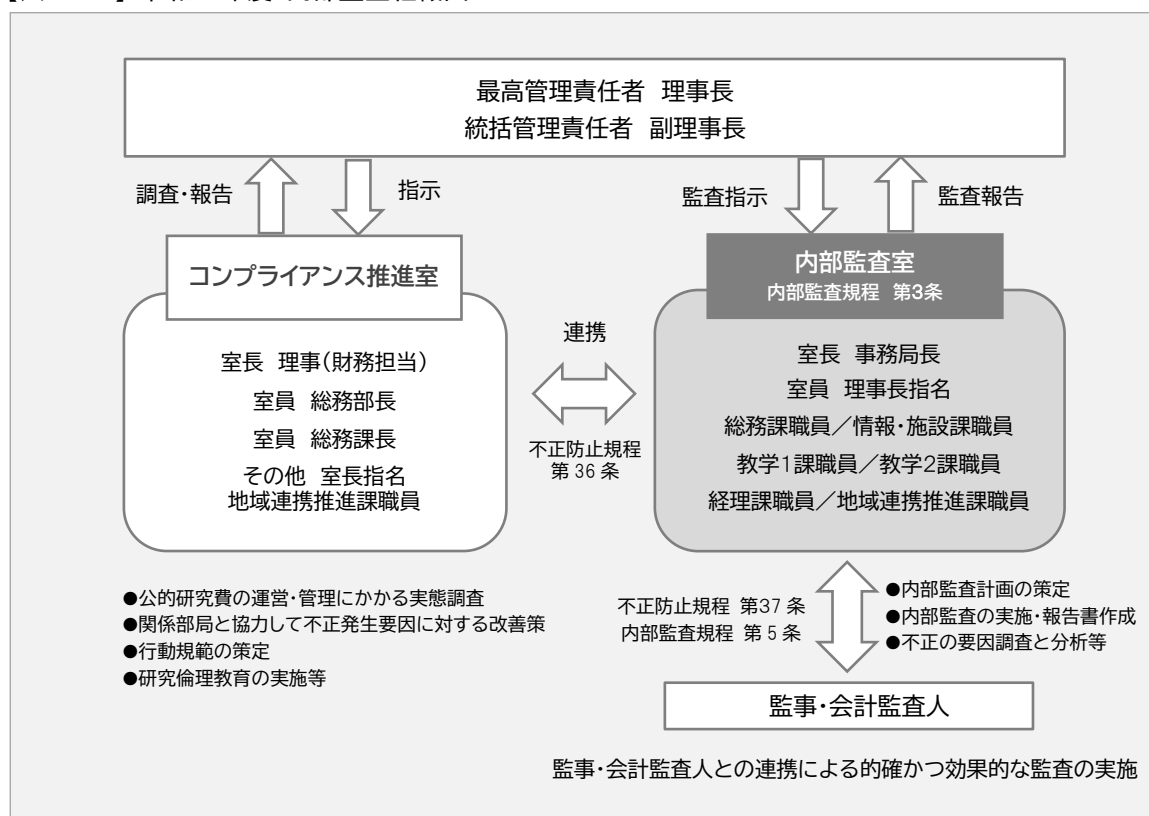 最高管理責任者 理事長
統括管理責任者 副理事長
調査・報告
指示
監査指示
監査報告
コンプライアンス推進室
室長 理事(財務担当)
室員 総務部長
室員 総務課長
その他 室長指名
地域連携推進課職員
連携
不正防止規程
第36条
内部監査室
内部監査規程 第3条
室長 事務局長
室員 理事長指名
総務課職員/情報・施設課職員
教学1課職員/教学2課職員
経理課職員/地域連携推進課職員
●公的研究費の運営・管理にかかる実態調査
●関係部局と協力して不正発生要因に対する改善策
●行動規範の策定
●研究倫理教育の実施等
不正防止規程 第37条
内部監査規程 第5条
●内部監査計画の策定
●内部監査の実施・報告書作成
●不正の要因調査と分析等
監事・会計監査人
監事・会計監査人との連携による的確かつ効果的な監査の実施